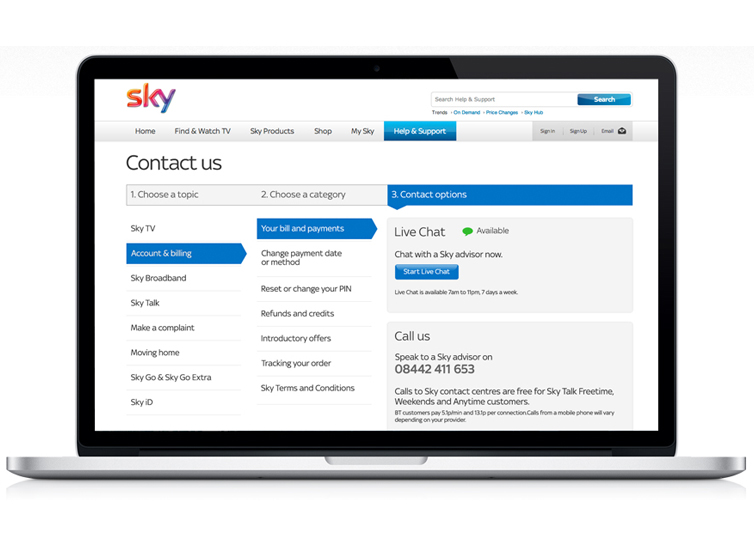 sky
Search Help & Support
Search
Trends: • On Demand • Price Changes • Sky Hub
Home Find & Watch TV Sky Products Shop My Sky Help & Support Sign in Sign Up Email
Contact us
1. Choose a topic
2. Choose a category
3. Contact options
Sky TV
Account & billing
Sky Broadband
Sky Talk
Make a complaint
Moving home
Sky Go & Sky Go Extra
Sky iD
Your bill and payments
Change payment date
or method
Reset or change your PIN
Refunds and credits
Introductory offers
Tracking your order
Sky Terms and Conditions
Live Chat Available
Chat with a Sky advisor now.
Start Live Chat
Live Chat is available 7am to 11pm, 7 days a week.
Call us
Speak to a Sky advisor on
08442 411 653
Calls to Sky contact centres are free for Sky Talk Freetime,
Weekends and Anytime customers.
BT customers pay 5.1p/min and 13.1p per connection.Calls from a mobile phone will vary
depending on your provider.